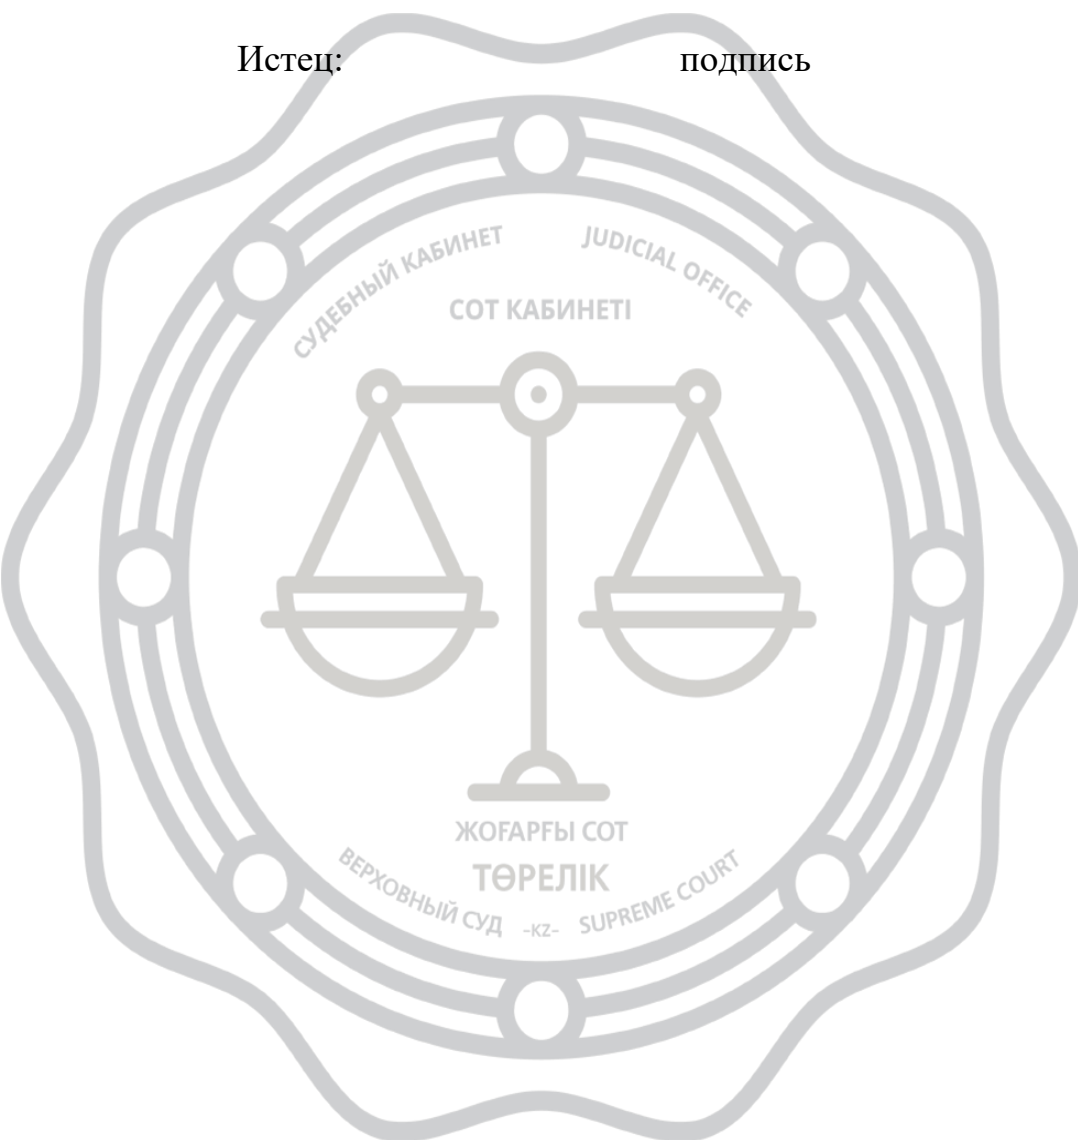 Истец: подпись
СУДЕБНЫЙ КАБИНЕТ JUDICIAL OFFICE
СОТ КАБИНЕТІ
ЖОҒАРҒЫ СОТ
ТӨРЕЛІК
ВЕРХОВНЫЙ СУД -KZ- SUPREME COURT